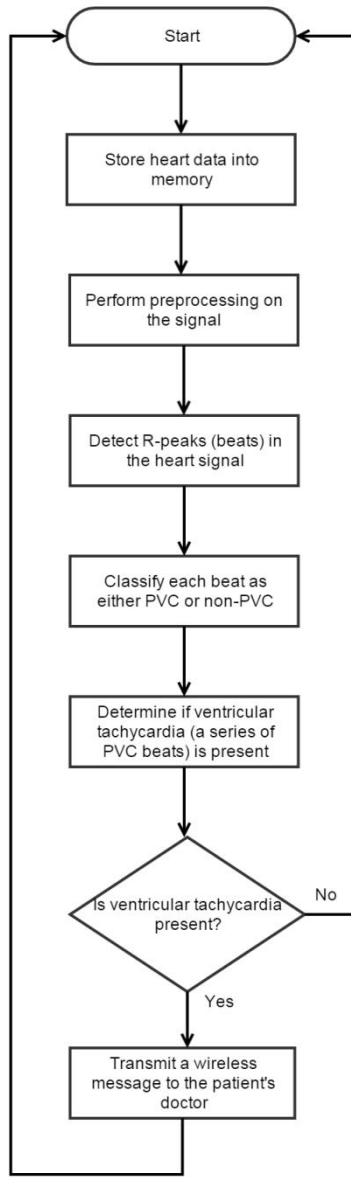 Start
Store heart data into
memory
Perform preprocessing on
the signal
Detect R-peaks (beats) in
the heart signal
Classify each beat as
either PVC or non-PVC
Determine if ventricular
tachycardia (a series of
PVC beats) is present
Is ventricular tachycardia
present?
No
Yes
Transmit a wireless
message to the patient's
doctor